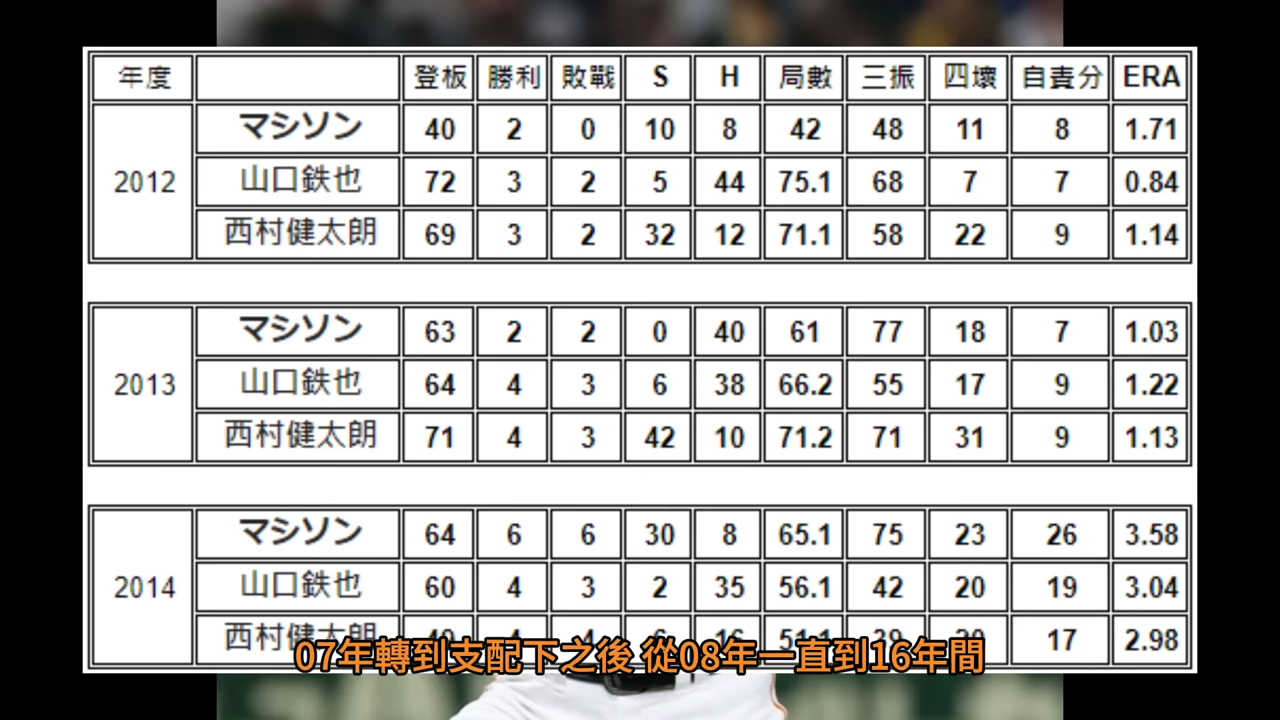 年度 登板 勝利 敗戰 S H 局數 三振 四壞 自責分 ERA
2012
マシソン 40 2 0 10 8 42 48 11 8 1.71
山口鉄也 72 3 2 5 44 75.1 68 7 7 0.84
西村健太朗 69 3 2 32 12 71.1 58 22 9 1.14
2013
マシソン 63 2 2 0 40 61 77 18 7 1.03
山口鉄也 64 4 3 6 38 66.2 55 17 9 1.22
西村健太朗 71 4 3 42 10 71.2 71 31 9 1.13
2014
マシソン 64 6 6 30 8 65.1 75 23 26 3.58
山口鉄也 60 4 3 2 35 56.1 42 20 19 3.04
西村健太朗 17 2.98
07年轉到支配下之後 從08年一直到16年間